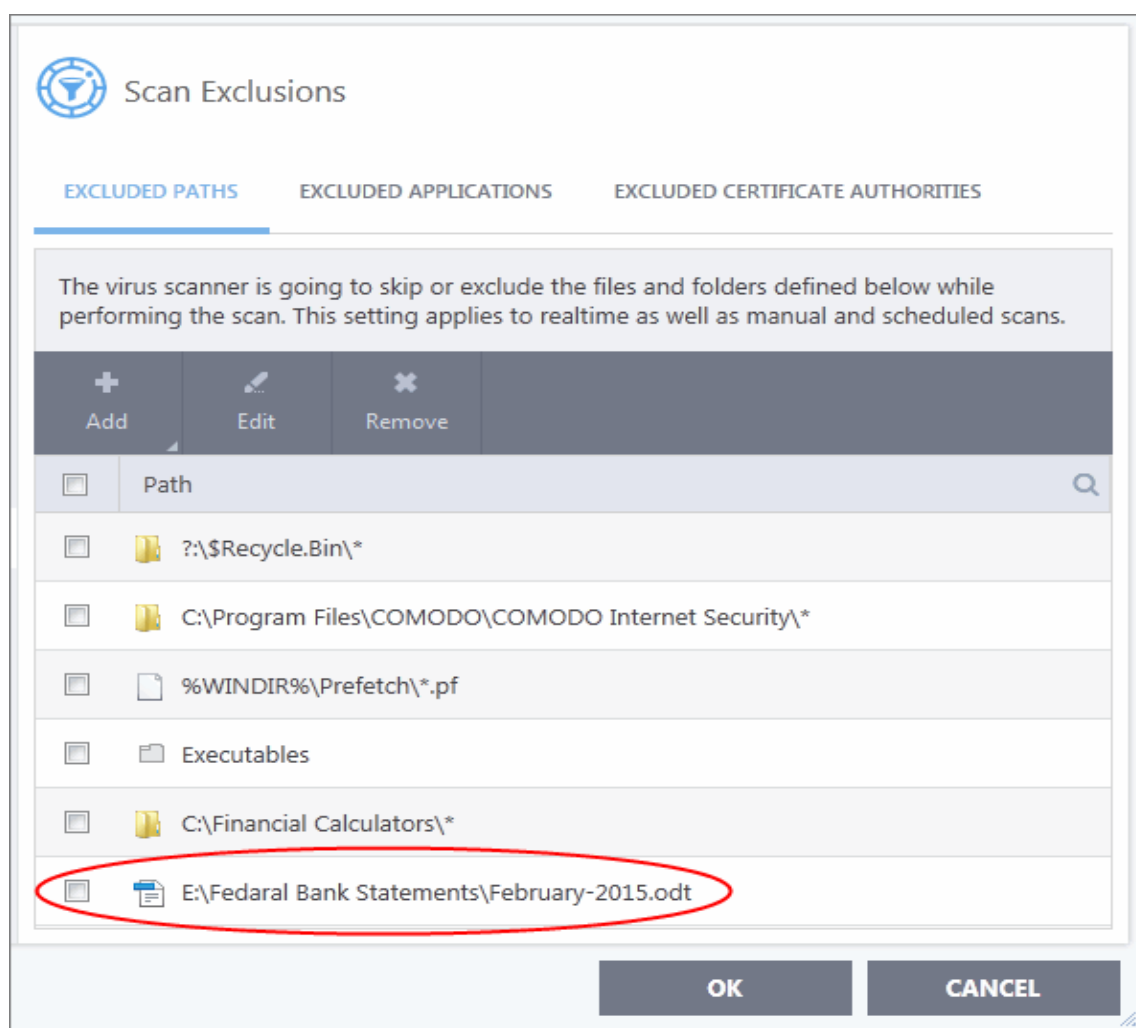 Scan Exclusions
EXCLUDED PATHS EXCLUDED APPLICATIONS EXCLUDED CERTIFICATE AUTHORITIES
The virus scanner is going to skip or exclude the files and folders defined below while
performing the scan. This setting applies to realtime as well as manual and scheduled scans.
Add Edit Remove
Path
?:\$Recycle.Bin\*
C:\Program Files\COMODO\COMODO Internet Security\*
%WINDIR%\Prefetch\*.pf
Executables
C:\Financial Calculators\*
E:\Fedaral Bank Statements\February-2015.odt
OK CANCEL